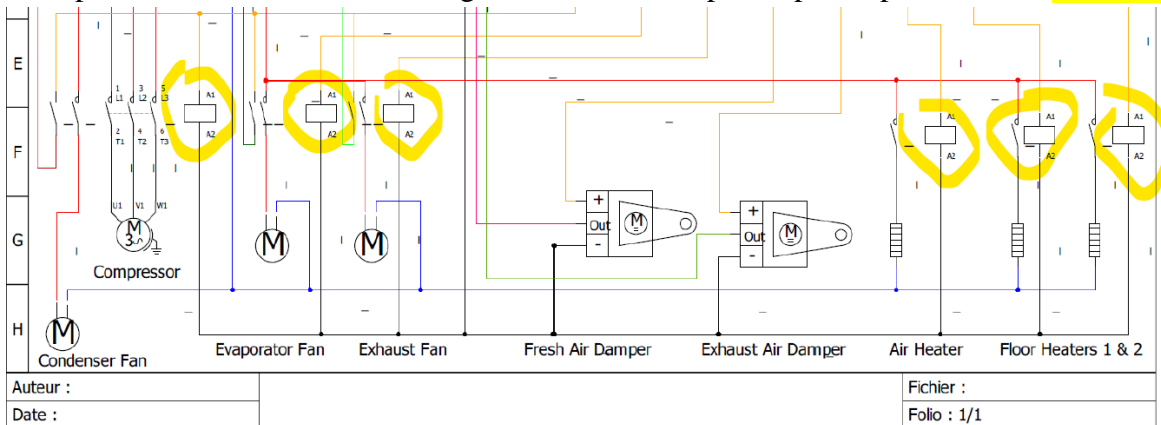 E
1 3 5
L1 L2 L3
A1 A1 A1 A1 A1 A1
F
A2 A2 A2 A2 A2 A2
2 4 6
T1 T2 T3
U1 V1 W1
G
M
3~
M M
+
Out
-
M
+
Out
-
M
Compressor
H
M
Condenser Fan
Evaporator Fan
Exhaust Fan
Fresh Air Damper
Exhaust Air Damper
Air Heater
Floor Heaters 1 & 2
Auteur :
Date :
Fichier :
Folio : 1/1